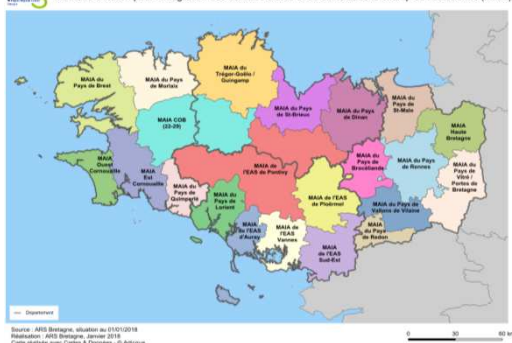 MAIA du
Pays de Brest
MAIA du Pays
de Morlaix
MAIA du
Trégor-Goëlo /
Guingamp
MAIA COB
(22-29)
MAIA du Pays
de St-Brieuc
MAIA du Pays
de Dinan
MAIA du
Pays de
St-Malo
MAIA
Haute
Bretagne
MAIA
Ouest
Cornouaille
MAIA
Est
Cornouaille
MAIA du
Pays de
Quimperlé
MAIA du
Pays de
Lorient
MAIA de
l'EAS de Pontivy
MAIA de l'EAS
de Ploërmel
MAIA du
Pays de
Brocéliande
MAIA du Pays
de Rennes
MAIA du
Pays de
Vitré /
Portes de
Bretagne
MAIA du Pays de
Vallons de Vilaine
MAIA
du Pays
de Redon
MAIA
de l'EAS
d'Auray
MAIA de
l'EAS
Vannes
MAIA
de l'EAS
Sud-Est
Département
Source : ARS Bretagne, situation au 01/01/2018
Réalisation : ARS Bretagne, Janvier 2018
Carte réalisée avec Cartes & Données - © Articque
0 30 60 km